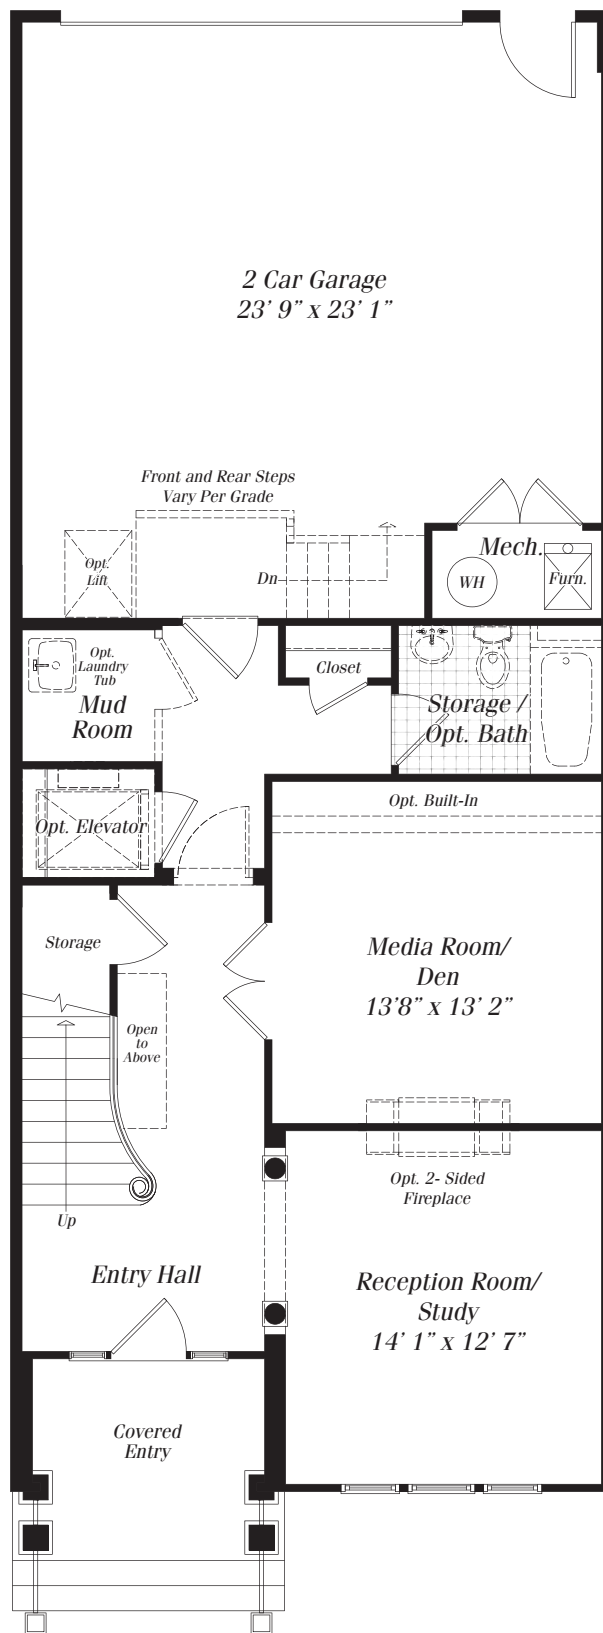 2 Car Garage
23’ 9” x 23’ 1”
Front and Rear Steps
Vary Per Grade
Opt.
Lift
Dn
Mech.
WH
Furn.
Opt.
Laundry
Tub
Mud
Room
Closet
Storage /
Opt. Bath
Opt. Elevator
Opt. Built-In
Storage
Media Room/
Den
13’8” x 13’ 2”
Open
to
Above
Up
Opt. 2- Sided
Fireplace
Entry Hall
Reception Room/
Study
14’ 1” x 12’ 7”
Covered
Entry